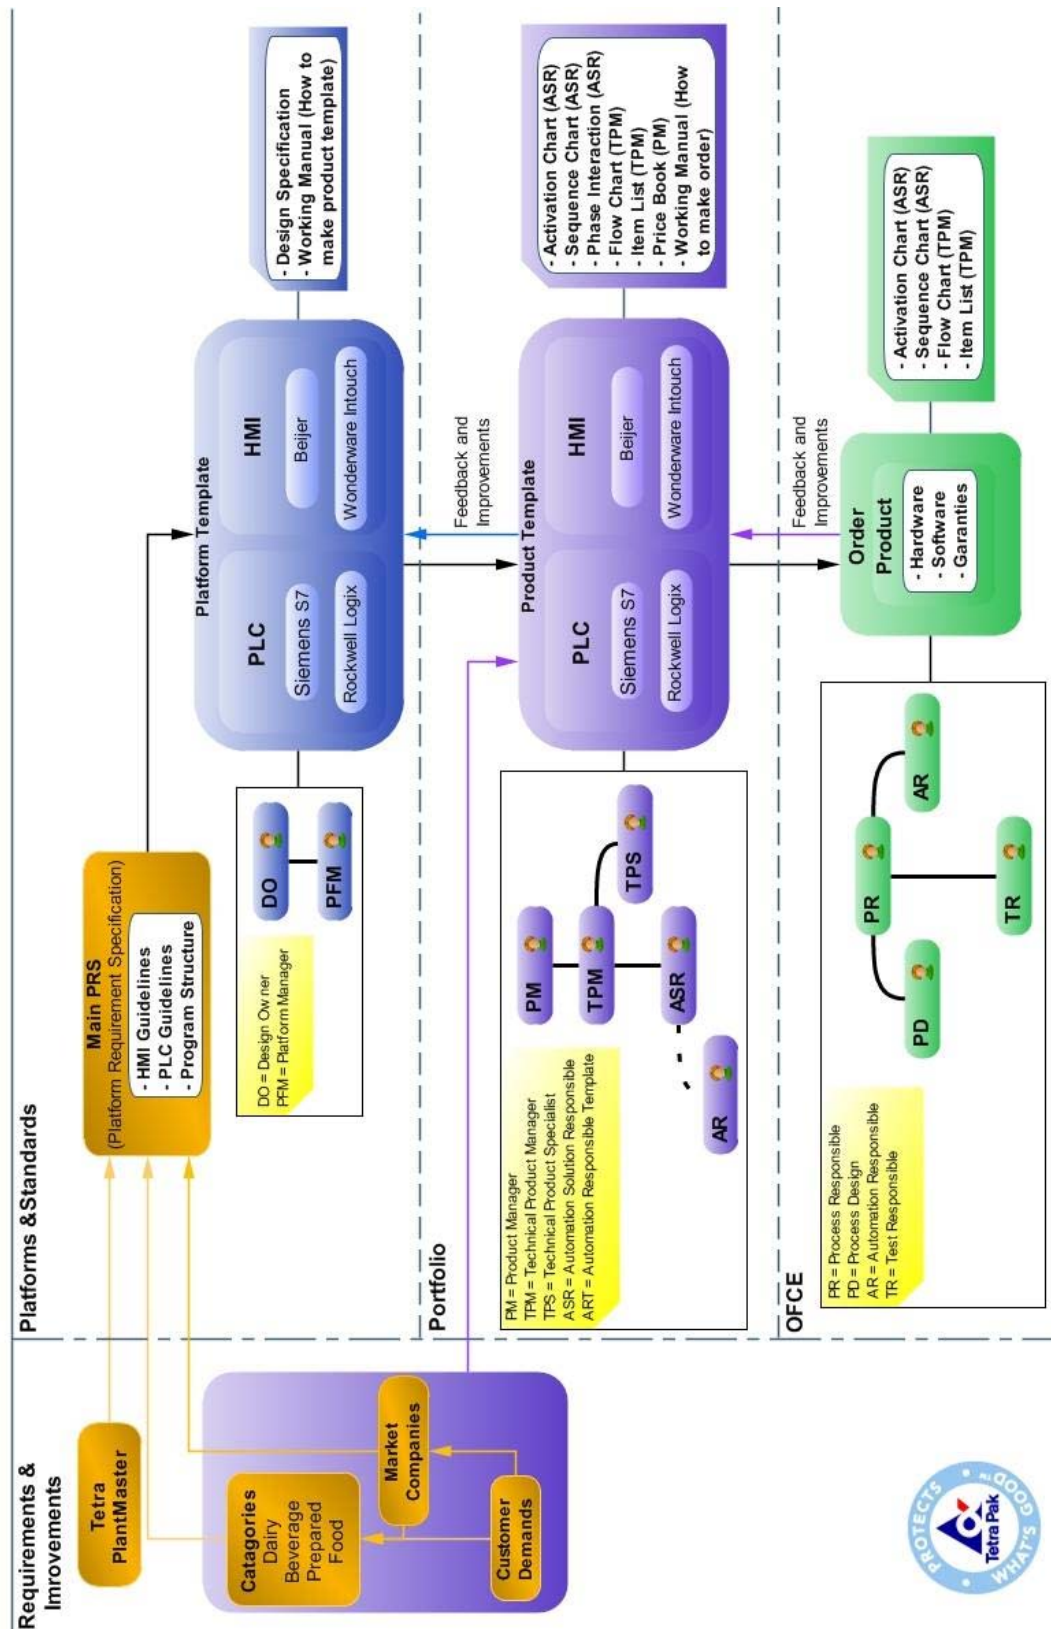 Requirements &
Imrovements
Tetra
PlantMaster
Catagories
Dairy
Beverage
Prepared
Food
Market
Companies
Customer
Demands
PROTECTS
WHAT'S GOOD
Tetra Pak
Platforms &Standards
Main PRS
(Platform Requirement Specification)
- HMI Guidelines
- PLC Guidelines
- Program Structure
DO = Design Owner
PFM = Platform Manager
DO
PFM
Platform Template
PLC
Siemens S7
Rockwell Logix
HMI
Beijer
Wonderware Intouch
- Design Specification
- Working Manual (How to
make product template)
Feedback and
Improvements
Portfolio
PM = Product Manager
TPM = Technical Product Manager
TPS = Technical Product Specialist
ASR = Automation Solution Responsible
ART = Automation Responsible Template
PM
TPM
TPS
ASR
AR
Product Template
PLC
Siemens S7
Rockwell Logix
HMI
Beijer
Wonderware Intouch
- Activation Chart (ASR)
- Sequence Chart (ASR)
- Phase Interaction (ASR)
- Flow Chart (TPM)
- Item List (TPM)
- Price Book (PM)
- Working Manual (How
to make order)
Feedback and
Improvements
OFCE
PR = Process Responsible
PD = Process Design
AR = Automation Responsible
TR = Test Responsible
PR
PD
AR
TR
Order
Product
- Hardware
- Software
- Garanties
- Activation Chart (ASR)
- Sequence Chart (ASR)
- Flow Chart (TPM)
- Item List (TPM)